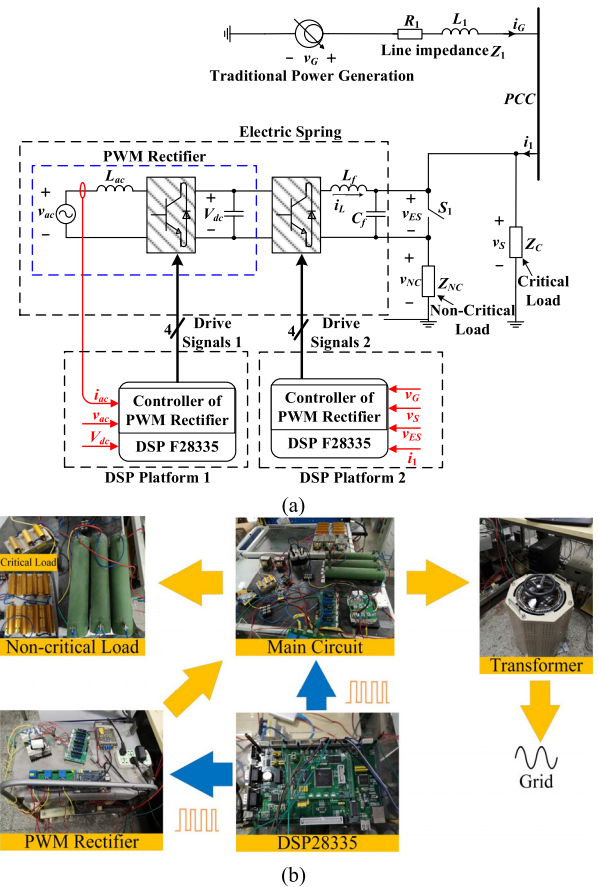 (a)
R1 L1 iG
− vG +
Line impedance Z1
Traditional Power Generation
PCC
Electric Spring
i1
PWM Rectifier
Lac
+
vac
−
+
Vdc
−
Lf
iL
Cf
+
vES
−
S1
+
vNC
−
ZNC
Non-Critical
Load
+
vS
−
ZC
Critical
Load
4
Drive
Signals 1
4
Drive
Signals 2
iac
vac
Vdc
Controller of
PWM Rectifier
DSP F28335
DSP Platform 1
Controller of
PWM Rectifier
DSP F28335
DSP Platform 2
vG
vS
vES
i1
(a)
Critical Load
Non-critical Load
Main Circuit
Transformer
PWM Rectifier
DSP28335
Grid
(b)